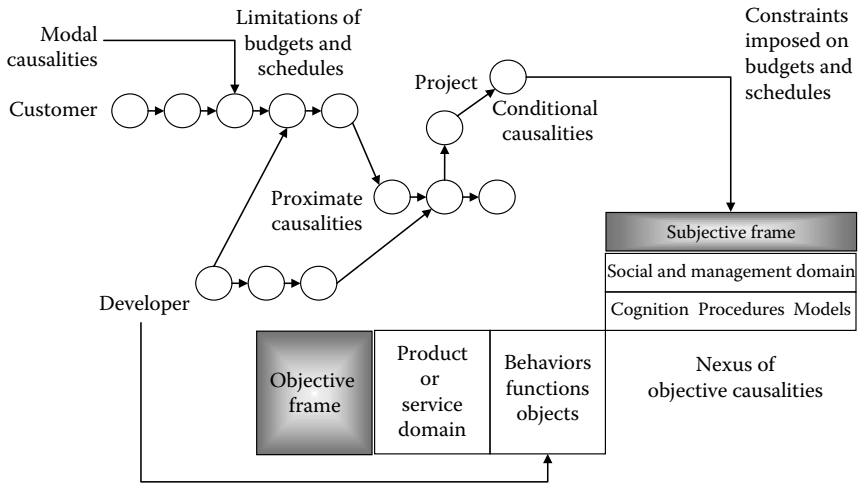 Modal
causalities
Limitations of
budgets and
schedules
Constraints
imposed on
budgets and
schedules
Customer
Project
Conditional
causalities
Proximate
causalities
Developer
Subjective frame
Social and management domain
Cognition Procedures Models
Objective
frame
Product
or
service
domain
Behaviors
functions
objects
Nexus of
objective causalities